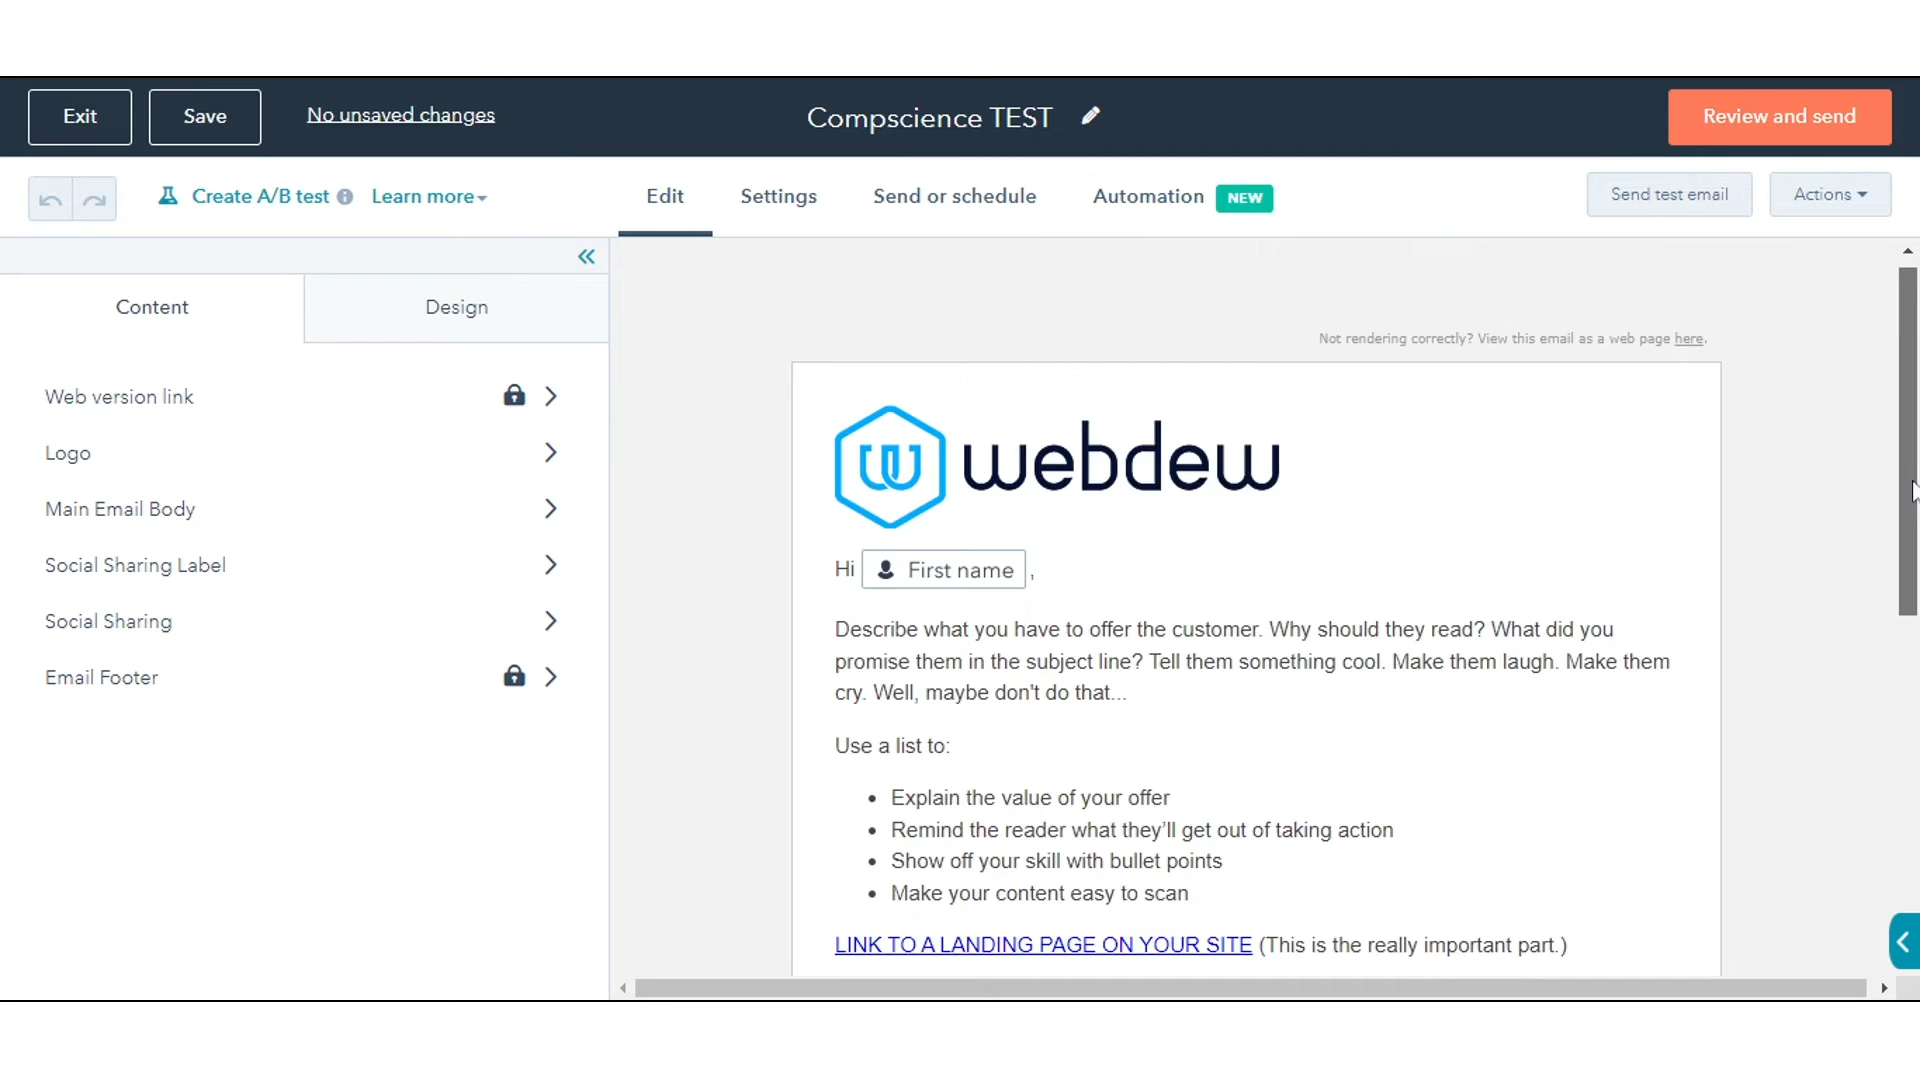 Exit
Save
No unsaved changes
Compscience TEST
Review and send
Create A/B test
Learn more
Edit
Settings
Send or schedule
Automation
NEW
Send test email
Actions
Content
Design
Web version link
Logo
Main Email Body
Social Sharing Label
Social Sharing
Email Footer
Not rendering correctly? View this email as a web page here.
webdew
Hi First name ,
Describe what you have to offer the customer. Why should they read? What did you
promise them in the subject line? Tell them something cool. Make them laugh. Make them
cry. Well, maybe don't do that...
Use a list to:
• Explain the value of your offer
• Remind the reader what they’ll get out of taking action
• Show off your skill with bullet points
• Make your content easy to scan
LINK TO A LANDING PAGE ON YOUR SITE (This is the really important part.)